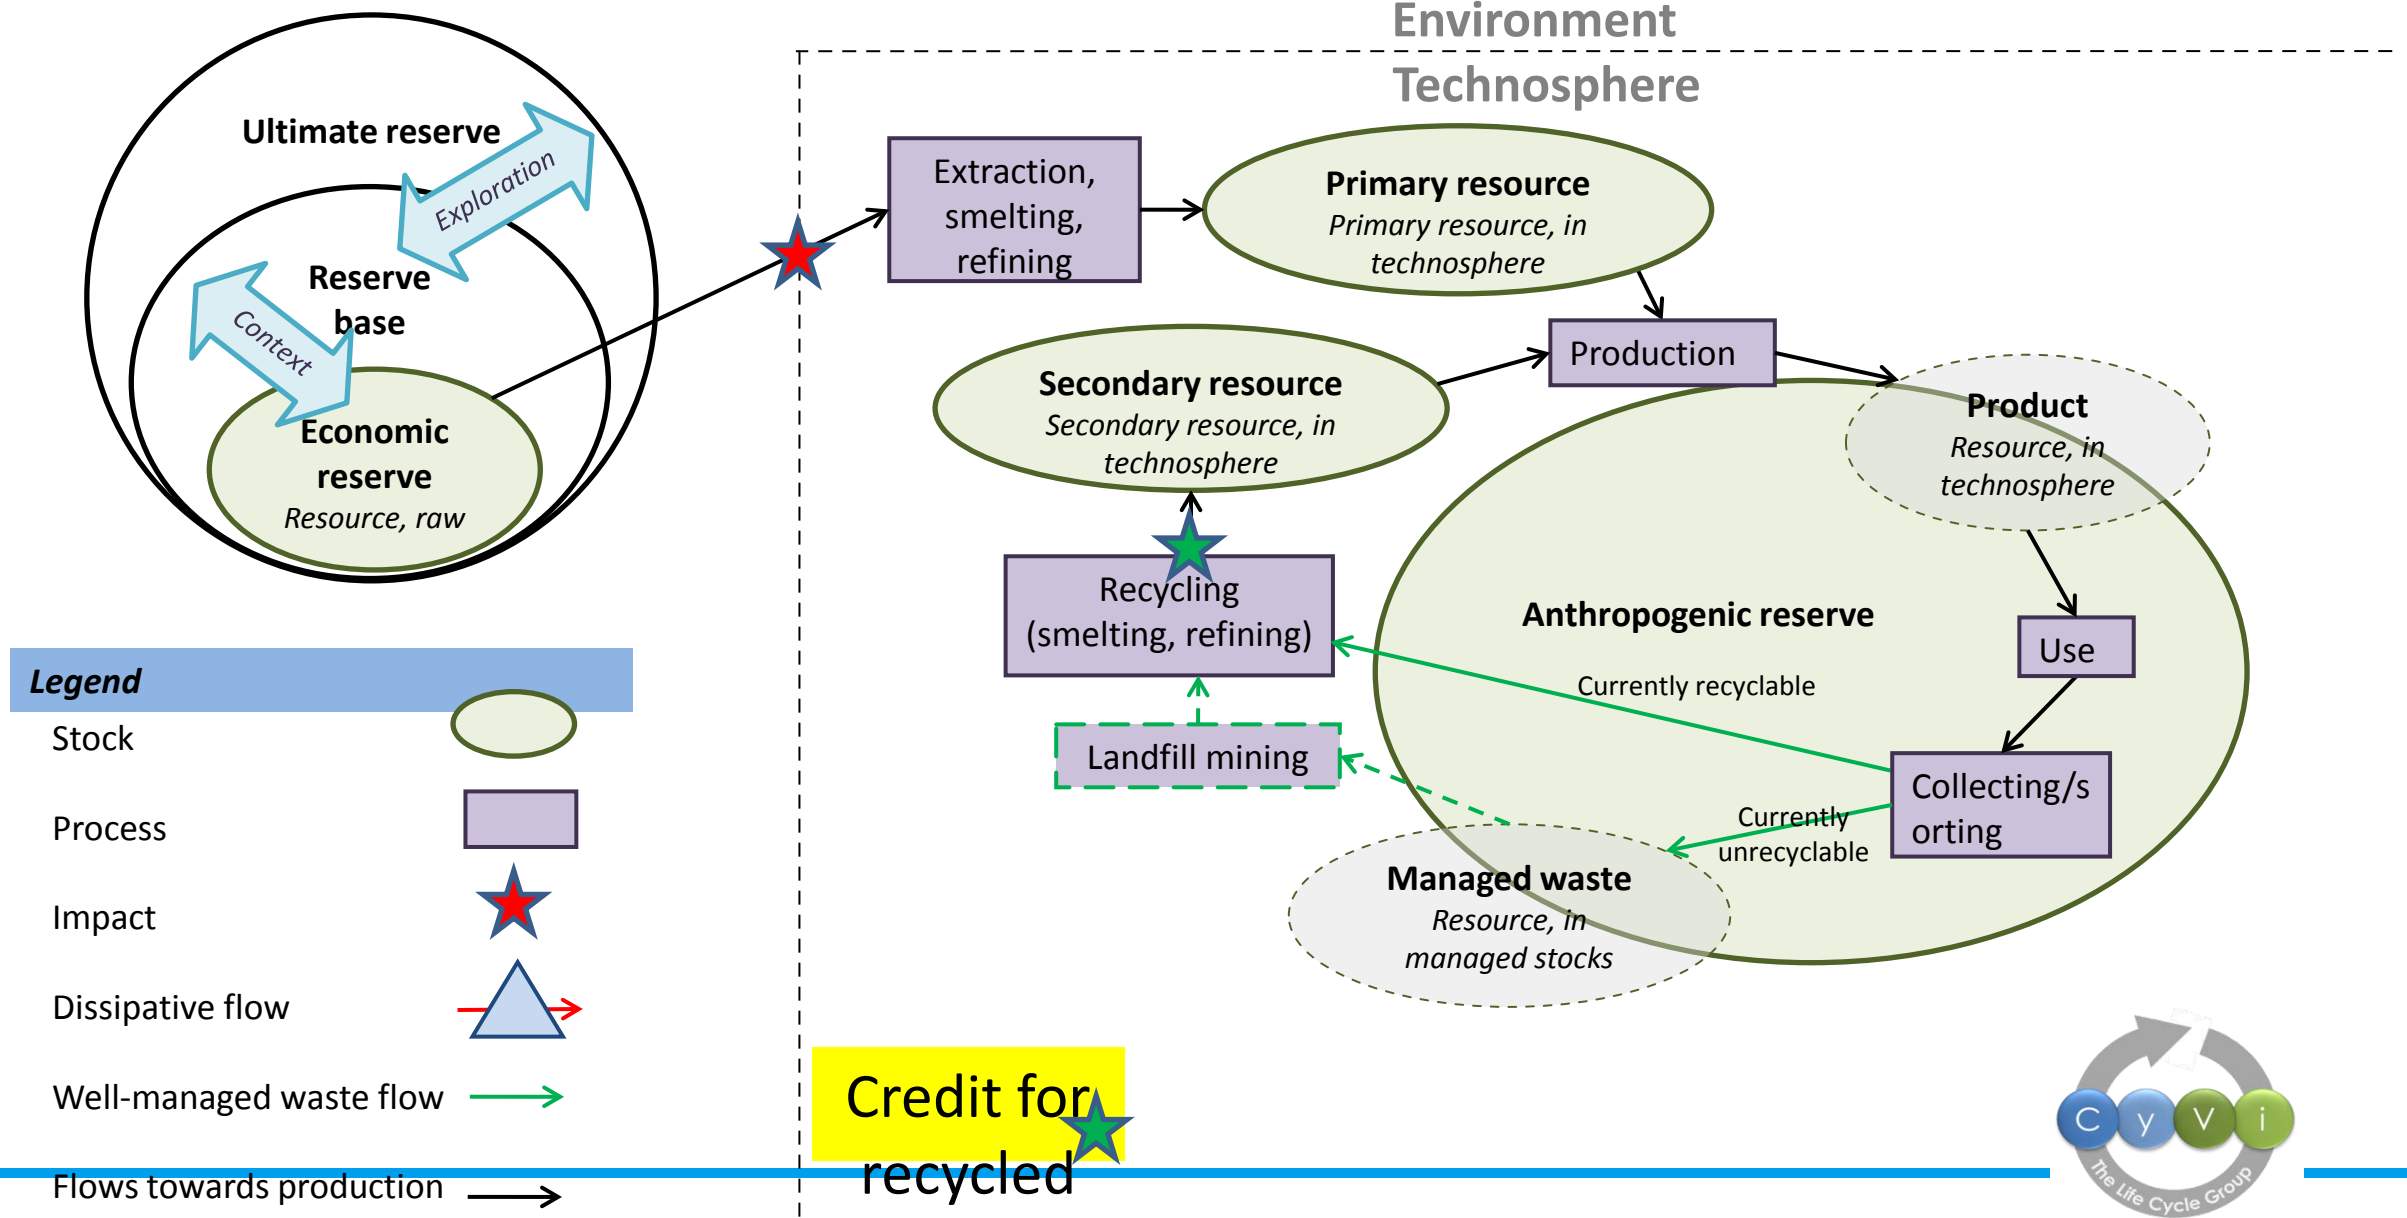 Environment
Technosphere
Ultimate reserve
Exploration
Reserve
base
Context
Economic
reserve
Resource, raw
Extraction,
smelting,
refining
Primary resource
Primary resource, in
technosphere
Production
Secondary resource
Secondary resource, in
technosphere
Product
Resource, in
technosphere
Recycling
(smelting, refining)
Anthropogenic reserve
Use
Currently recyclable
Landfill mining
Collecting/s
orting
Currently
unrecyclable
Managed waste
Resource, in
managed stocks
Legend
Stock
Process
Impact
Dissipative flow
Well-managed waste flow
Flows towards production
Credit for
recycled
C y V i
The Life Cycle Group